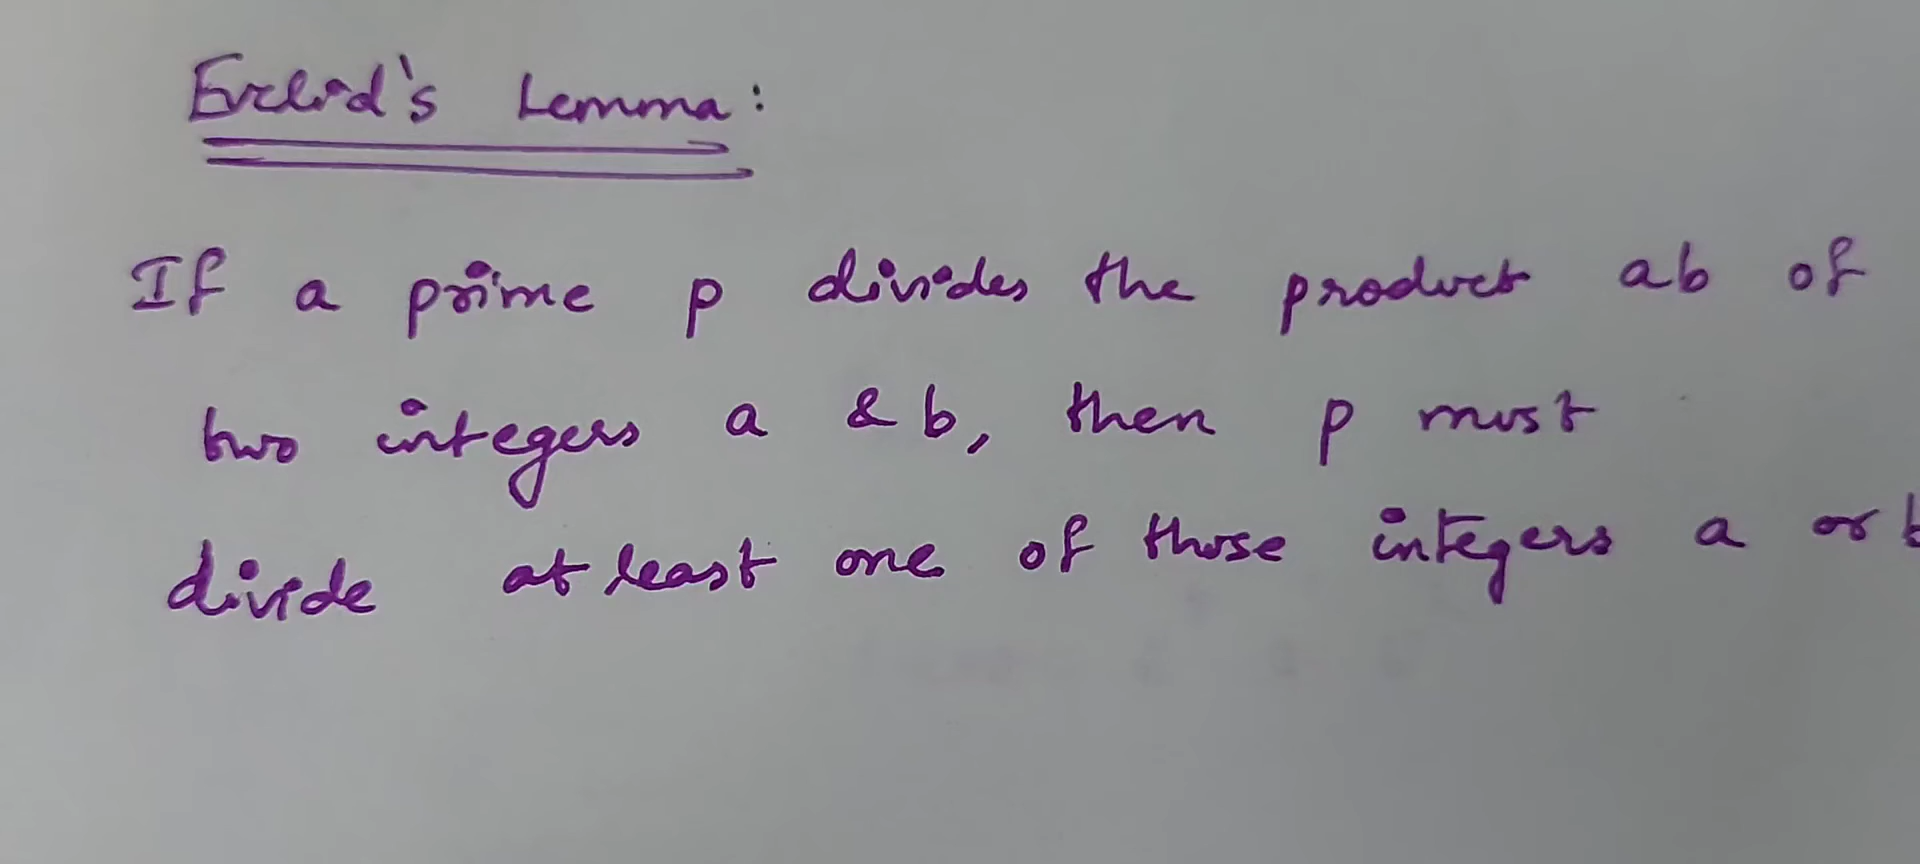 Euclid's Lemma:
If a prime p divides the product ab of
two integers a & b, then p must
divide at least one of those integers a or b